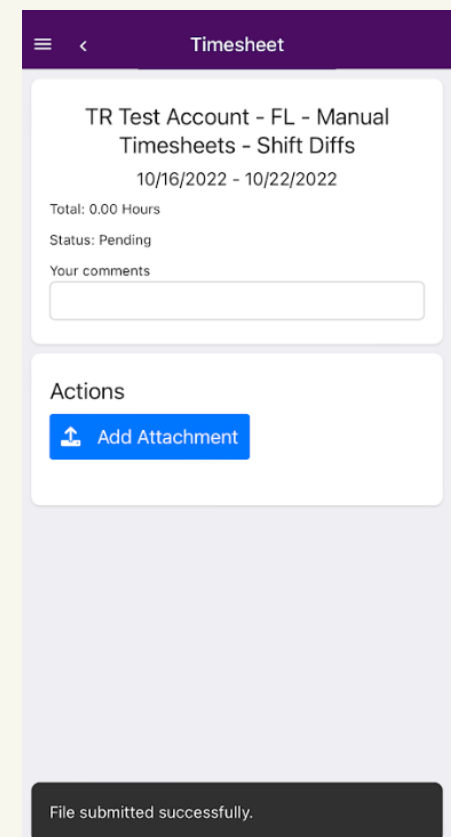 Timesheet
TR Test Account - FL - Manual
Timesheets - Shift Diffs
10/16/2022 - 10/22/2022
Total: 0.00 Hours
Status: Pending
Your comments
Actions
Add Attachment
File submitted successfully.